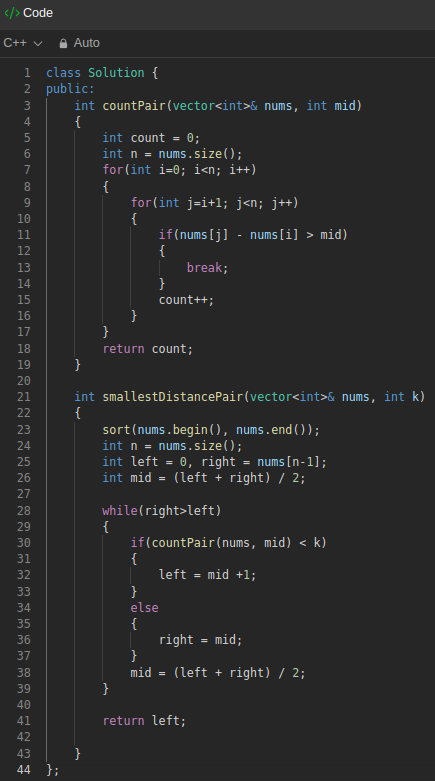 </> Code
C++ Auto
1 class Solution {
2 public:
3     int countPair(vector<int>& nums, int mid)
4     {
5         int count = 0;
6         int n = nums.size();
7         for(int i=0; i<n; i++)
8         {
9             for(int j=i+1; j<n; j++)
10             {
11                 if(nums[j] - nums[i] > mid)
12                 {
13                     break;
14                 }
15                 count++;
16             }
17         }
18         return count;
19     }
20
21     int smallestDistancePair(vector<int>& nums, int k)
22     {
23         sort(nums.begin(), nums.end());
24         int n = nums.size();
25         int left = 0, right = nums[n-1];
26         int mid = (left + right) / 2;
27
28         while(right>left)
29         {
30             if(countPair(nums, mid) < k)
31             {
32                 left = mid +1;
33             }
34             else
35             {
36                 right = mid;
37             }
38             mid = (left + right) / 2;
39         }
40
41         return left;
42
43     }
44 };